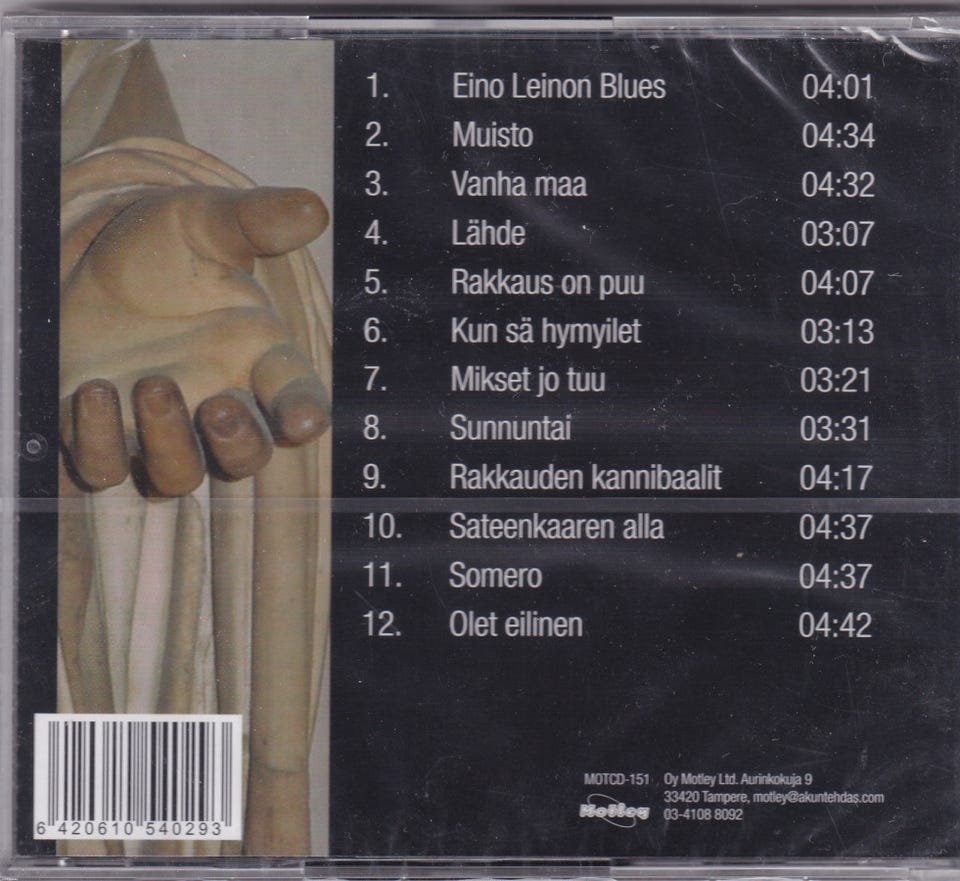 1. Eino Leinon Blues 04:01
2. Muisto 04:34
3. Vanha maa 04:32
4. Lähde 03:07
5. Rakkaus on puu 04:07
6. Kun sä hymyilet 03:13
7. Mikset jo tuu 03:21
8. Sunnuntai 03:31
9. Rakkauden kannibaalit 04:17
10. Sateenkaaren alla 04:37
11. Somero 04:37
12. Olet eilinen 04:42
MOTCD-151 Oy Motley Ltd. Aurinkokuja 9
33420 Tampere, motley@akuntehdas.com
Motley 03-4108 8092
6 420610 540293